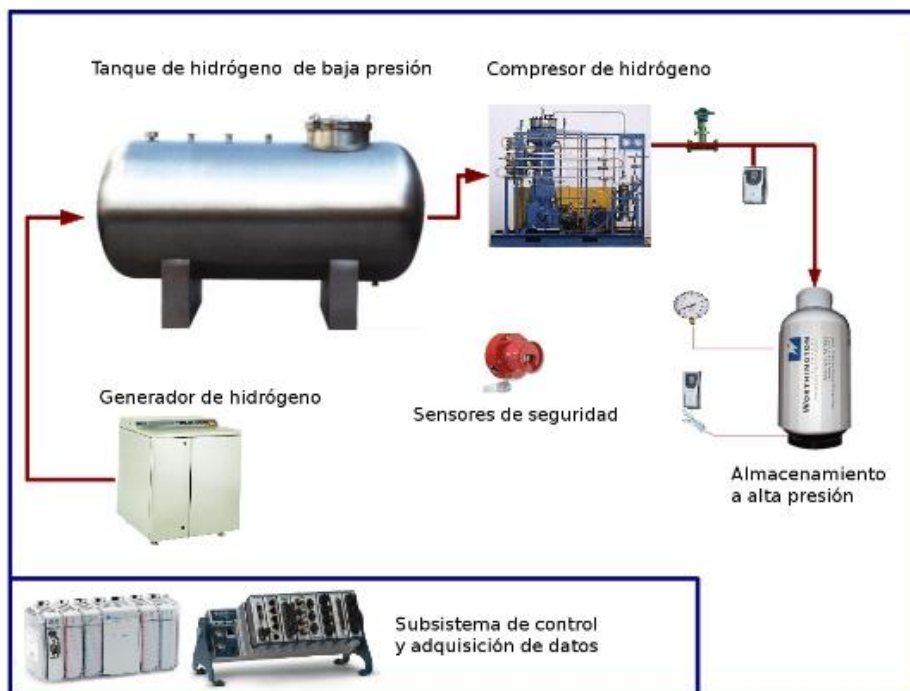 Tanque de hidrógeno de baja presión
Compresor de hidrógeno
Generador de hidrógeno
Sensores de seguridad
WORTHINGTON
Almacenamiento
a alta presión
Subsistema de control
y adquisición de datos